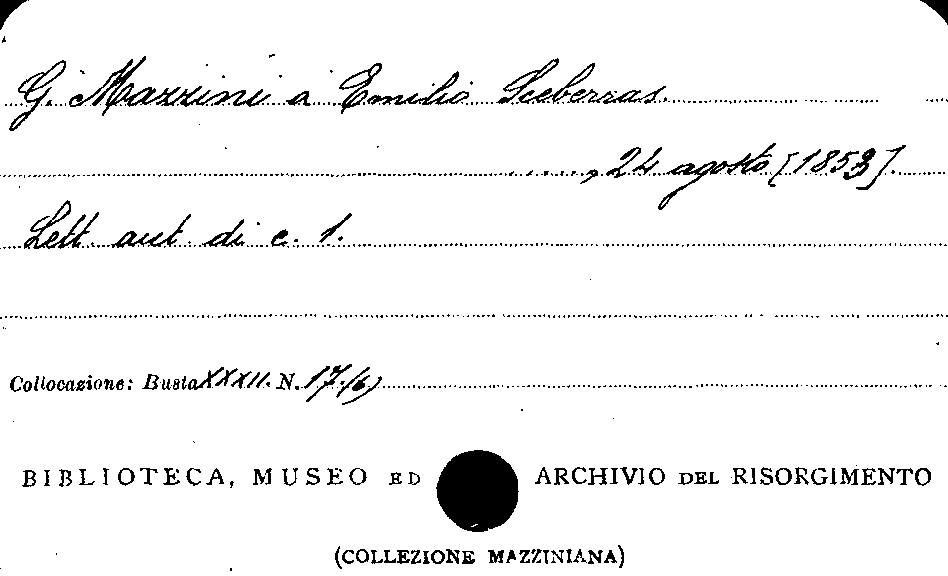 G. Mazzini a Emilio Sceberras.
....., 24 agosto [1853].
Lett. aut. di c. 1.
Collocazione: Busta XXXII. N. 17.(6)
BIBLIOTECA, MUSEO ED ARCHIVIO DEL RISORGIMENTO
(COLLEZIONE MAZZINIANA)